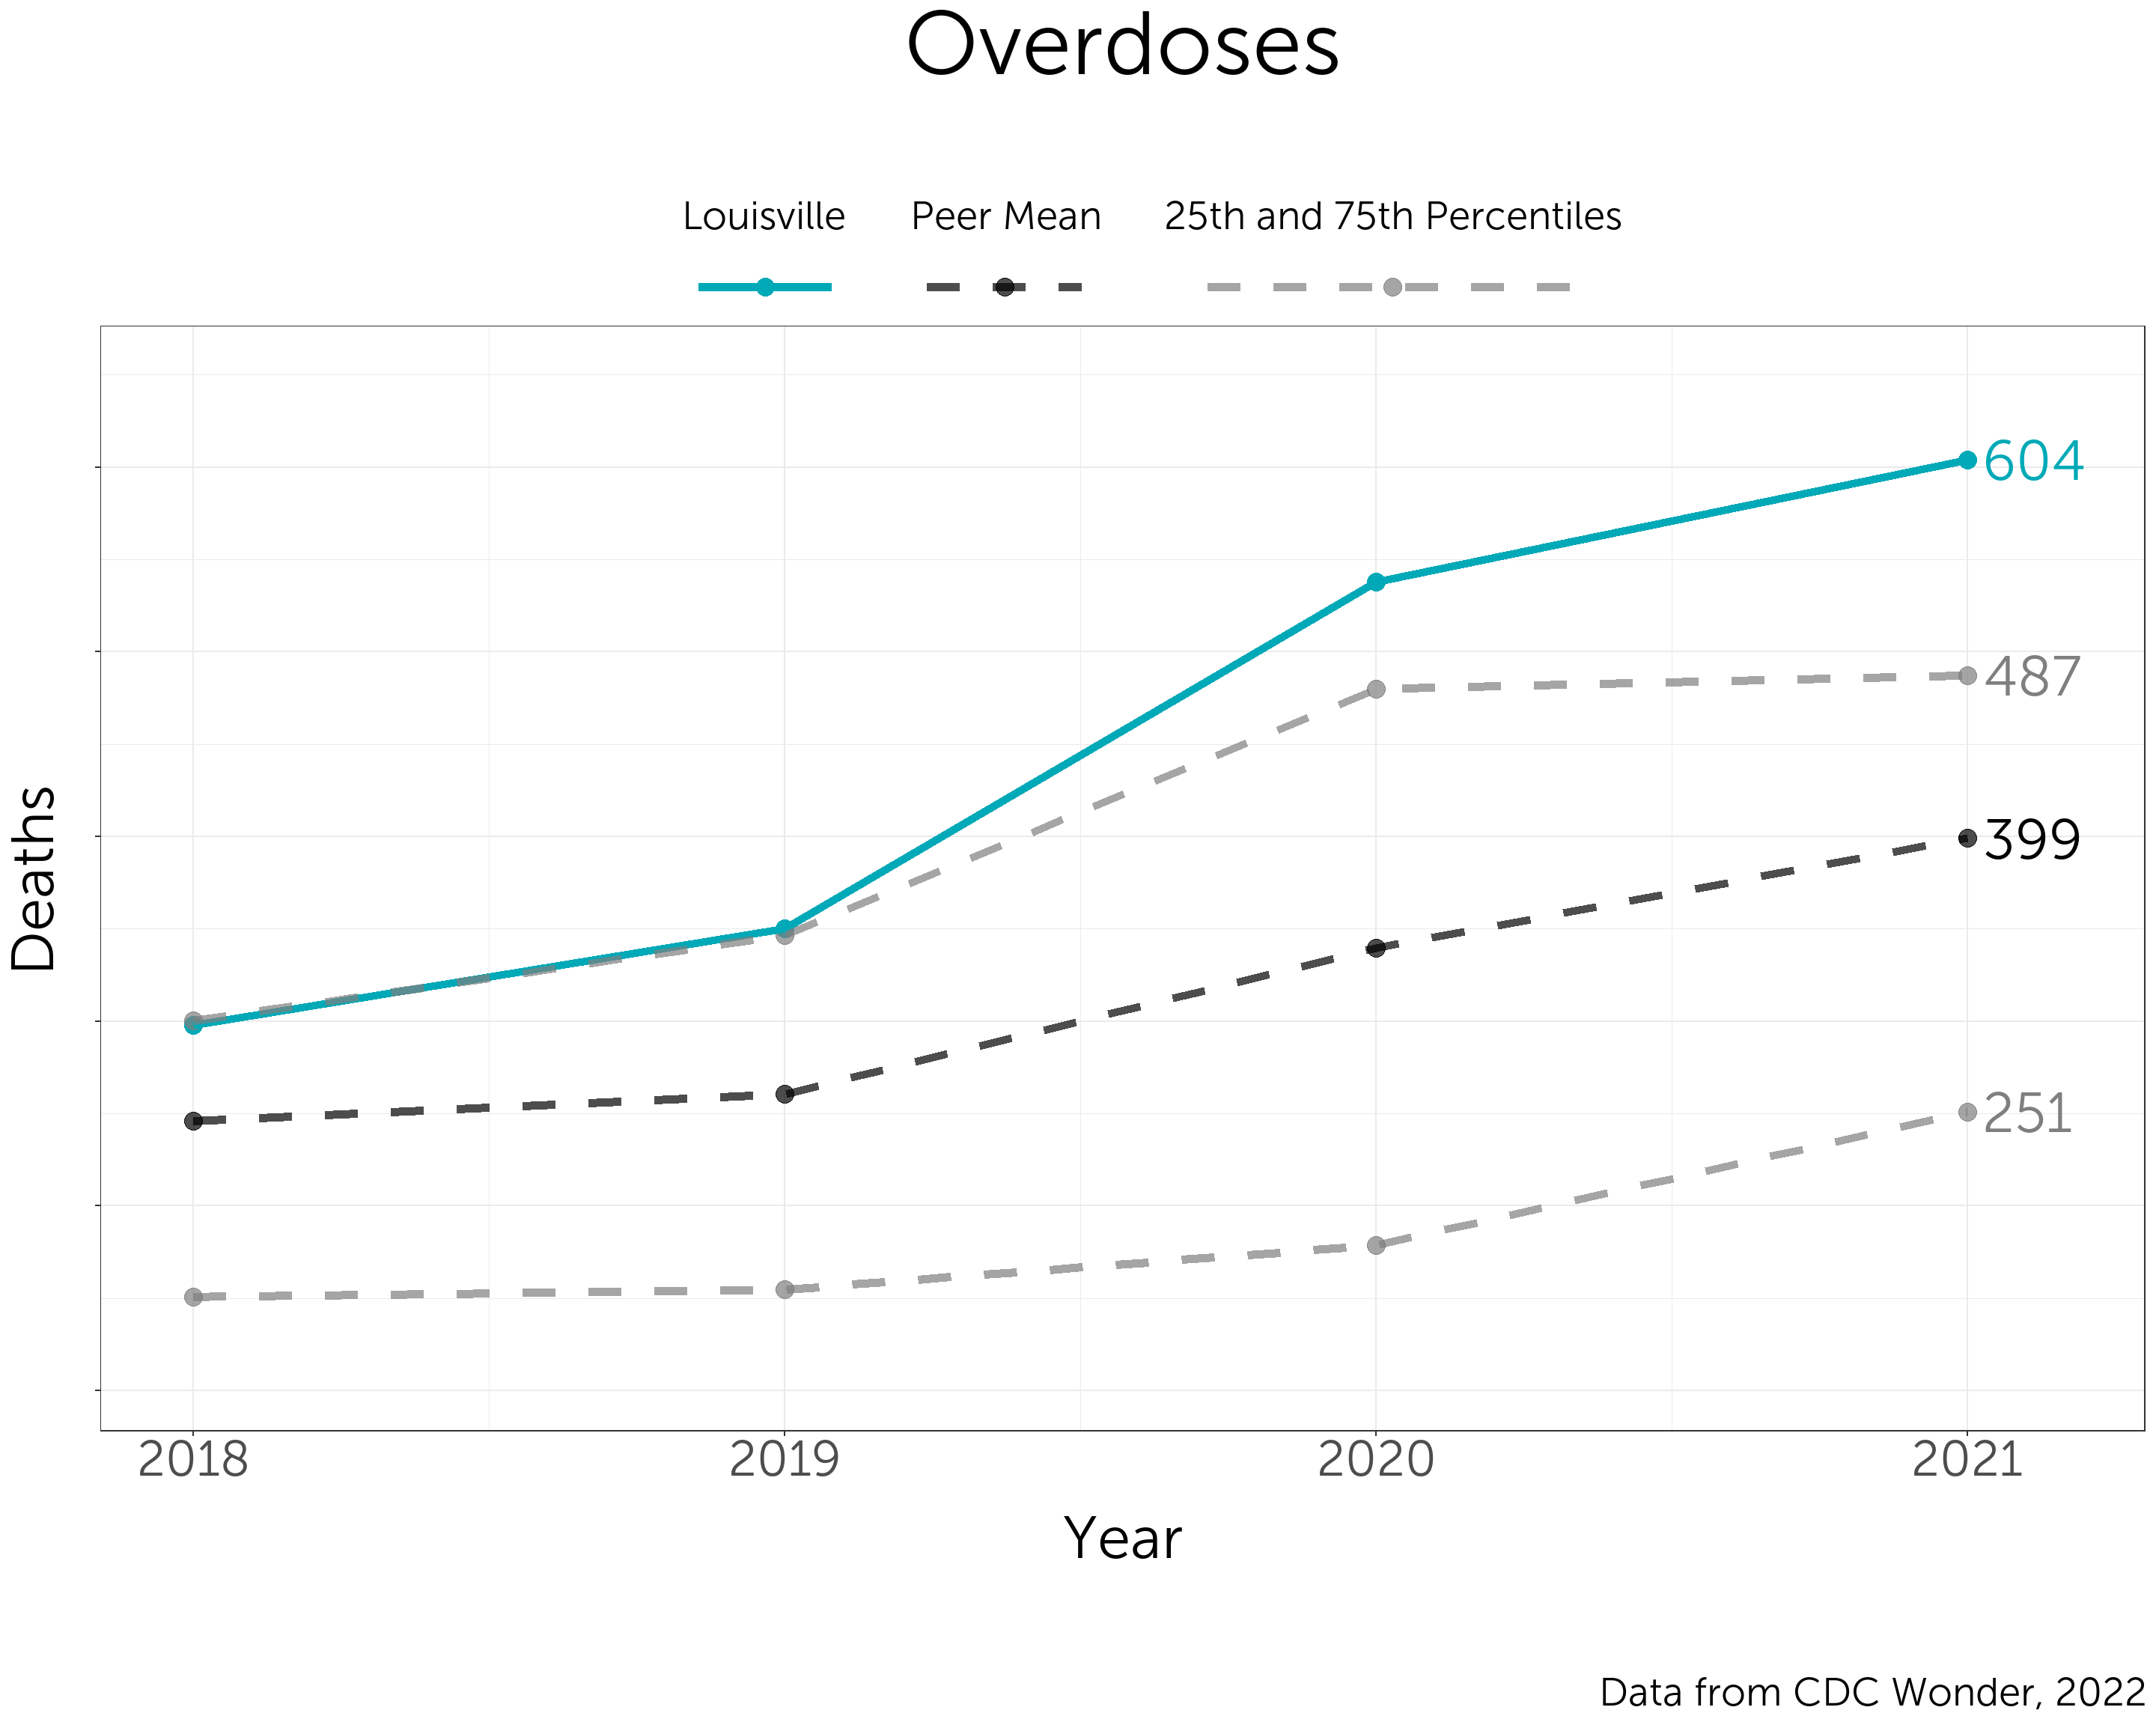 Overdoses
Louisville Peer Mean 25th and 75th Percentiles
604
487
399
251
Deaths
2018 2019 2020 2021
Year
Data from CDC Wonder, 2022